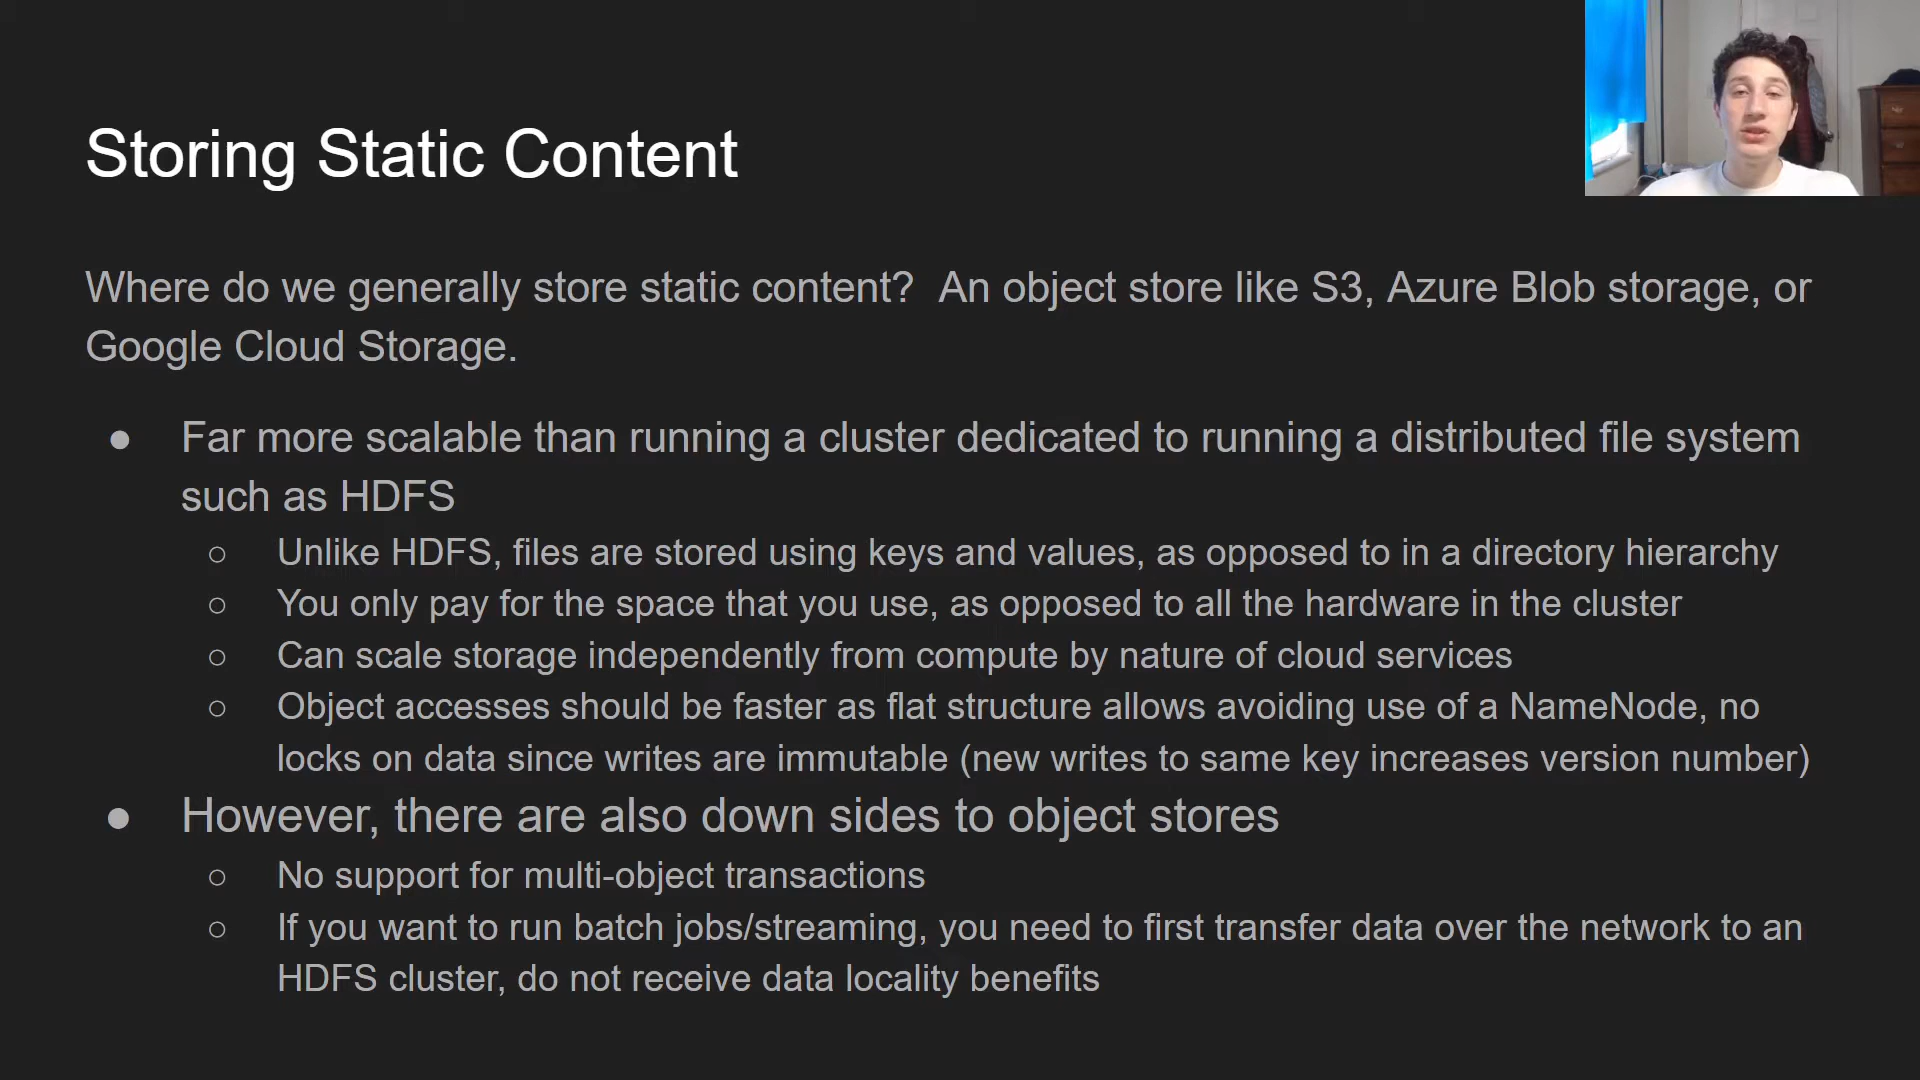 Storing Static Content
Where do we generally store static content?  An object store like S3, Azure Blob storage, or
Google Cloud Storage.
● Far more scalable than running a cluster dedicated to running a distributed file system
such as HDFS
○ Unlike HDFS, files are stored using keys and values, as opposed to in a directory hierarchy
○ You only pay for the space that you use, as opposed to all the hardware in the cluster
○ Can scale storage independently from compute by nature of cloud services
○ Object accesses should be faster as flat structure allows avoiding use of a NameNode, no
locks on data since writes are immutable (new writes to same key increases version number)
● However, there are also down sides to object stores
○ No support for multi-object transactions
○ If you want to run batch jobs/streaming, you need to first transfer data over the network to an
HDFS cluster, do not receive data locality benefits